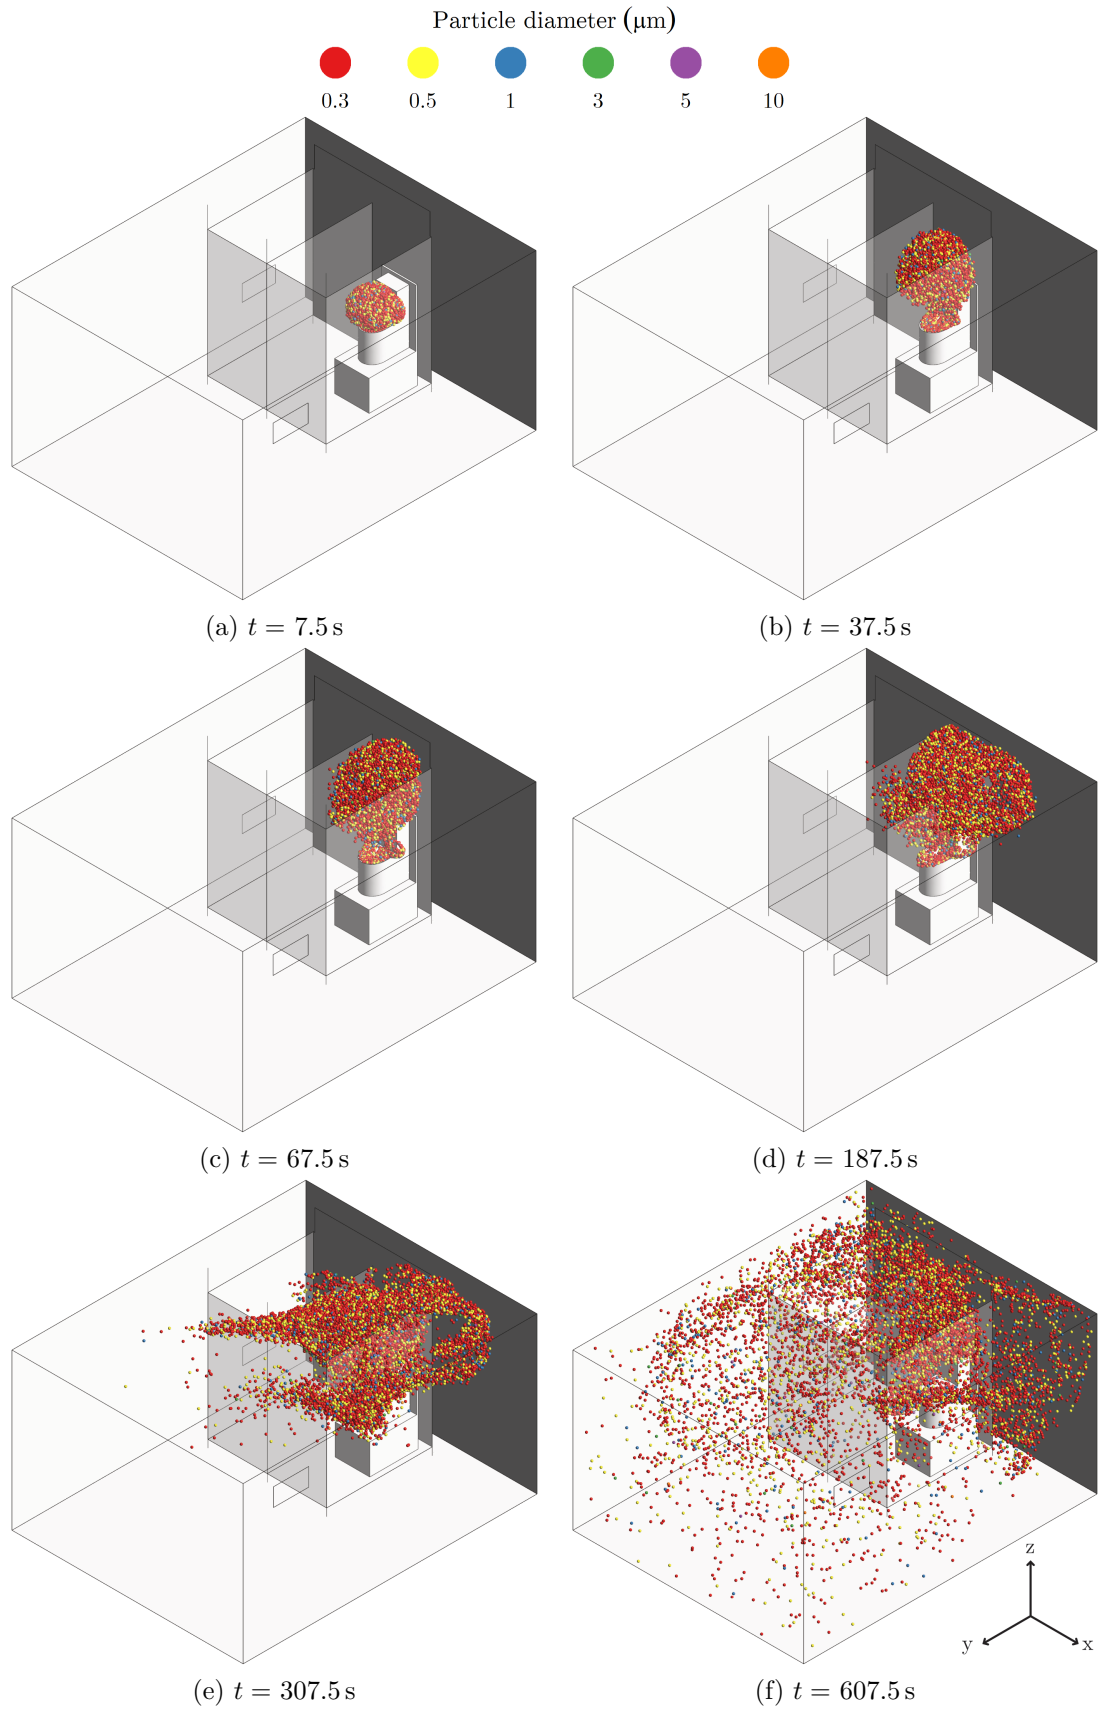 Particle diameter (μm)
0.3 0.5 1 3 5 10
(a) t = 7.5 s
(b) t = 37.5 s
(c) t = 67.5 s
(d) t = 187.5 s
z
y
x
(e) t = 307.5 s
(f) t = 607.5 s